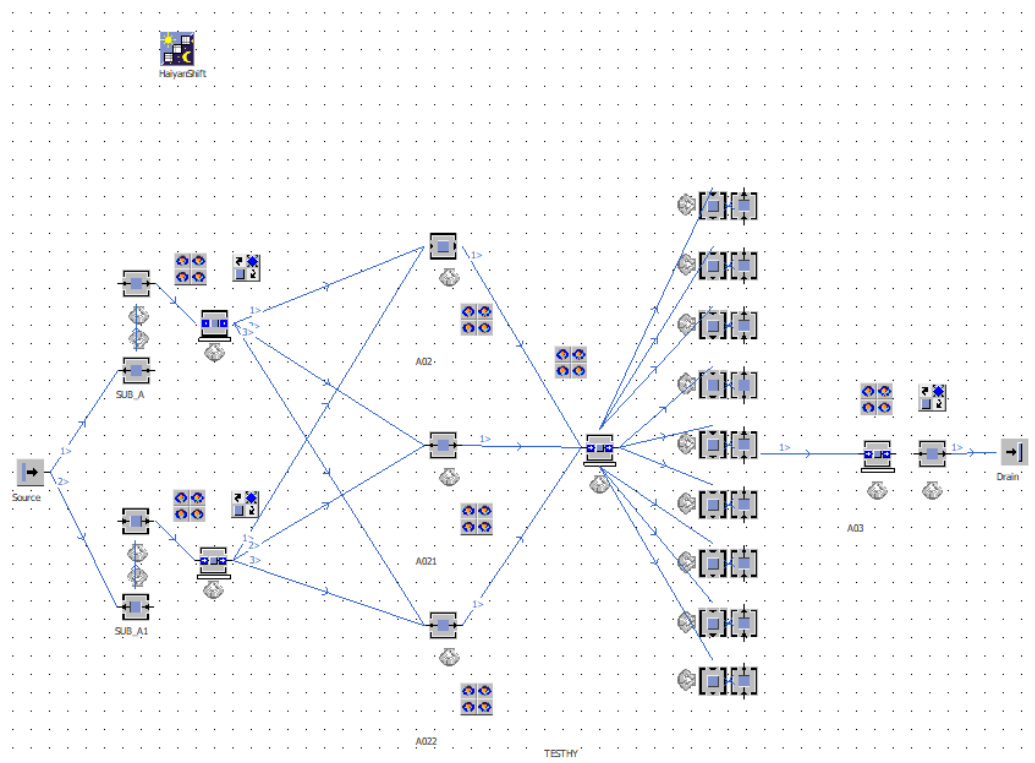 HaiyanShift
1>
1>
2>
3>
A02
SUB_A
1>
1>
1>
1>
Source
2>
Drain
A03
1>
2>
3>
A021
1>
SUB_A1
A022
TESTHY